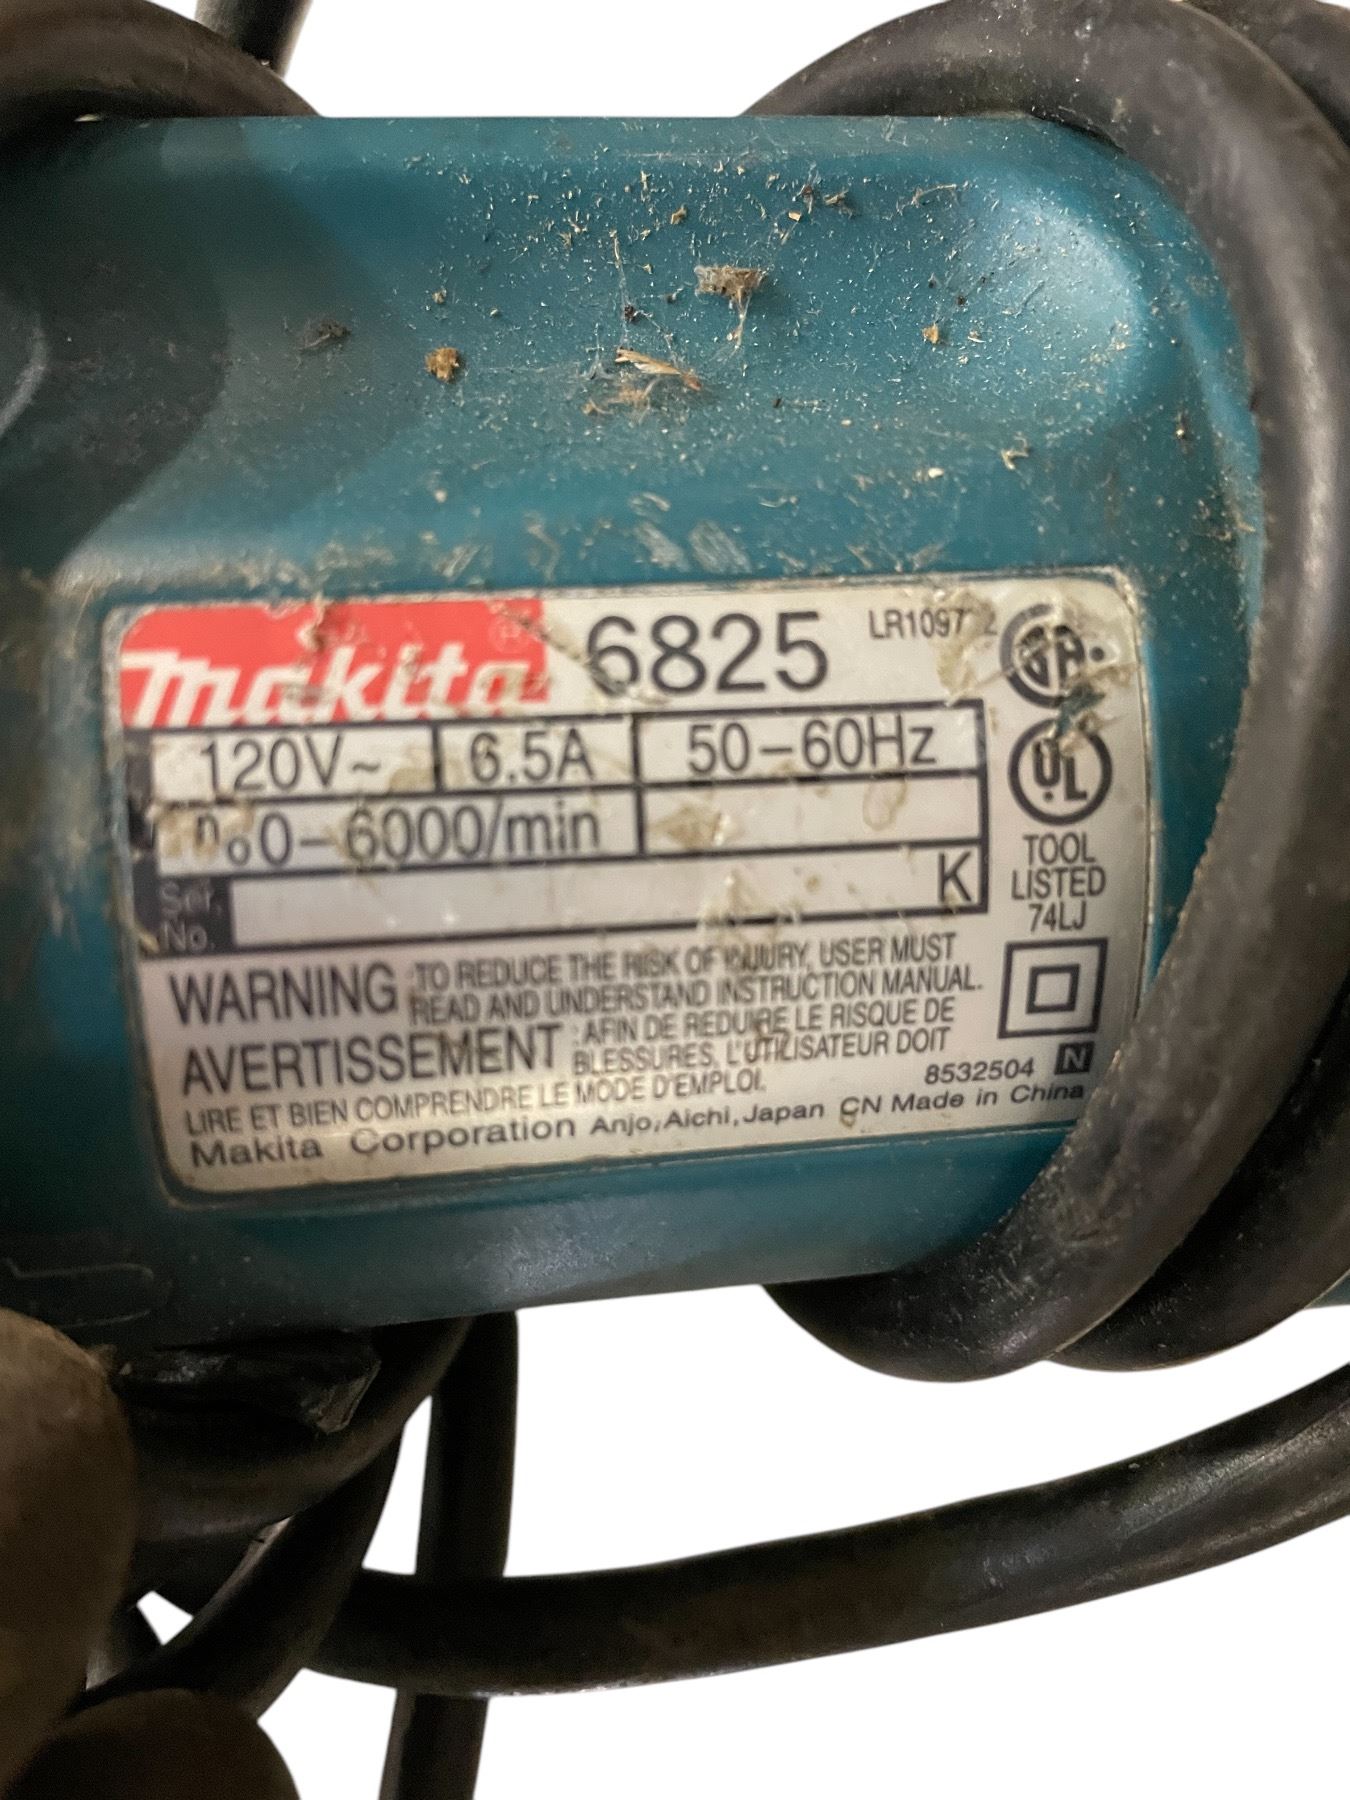 makita 6825
120V~ 6.5A 50–60Hz
n₀0–6000/min
Ser. No. K
WARNING :TO REDUCE THE RISK OF INJURY, USER MUST
READ AND UNDERSTAND INSTRUCTION MANUAL.
AVERTISSEMENT :AFIN DE REDUIRE LE RISQUE DE
BLESSURES, L'UTILISATEUR DOIT
LIRE ET BIEN COMPRENDRE LE MODE D'EMPLOI.
Makita Corporation Anjo,Aichi,Japan CN Made in China
8532504 N
UL
TOOL
LISTED
74LJ